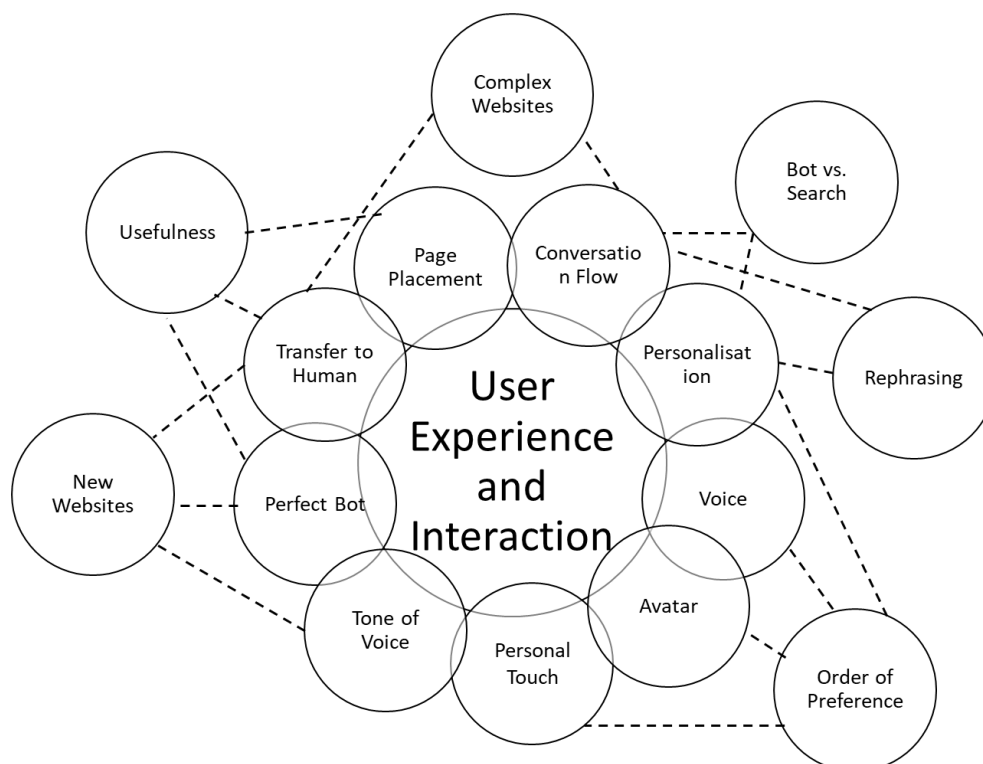 Complex
Websites
Bot vs.
Search
Usefulness
Page
Placement
Conversatio
n Flow
Transfer to
Human
Personalisat
ion
Rephrasing
User
Experience
and
Interaction
New
Websites
Perfect Bot
Voice
Tone of
Voice
Personal
Touch
Avatar
Order of
Preference